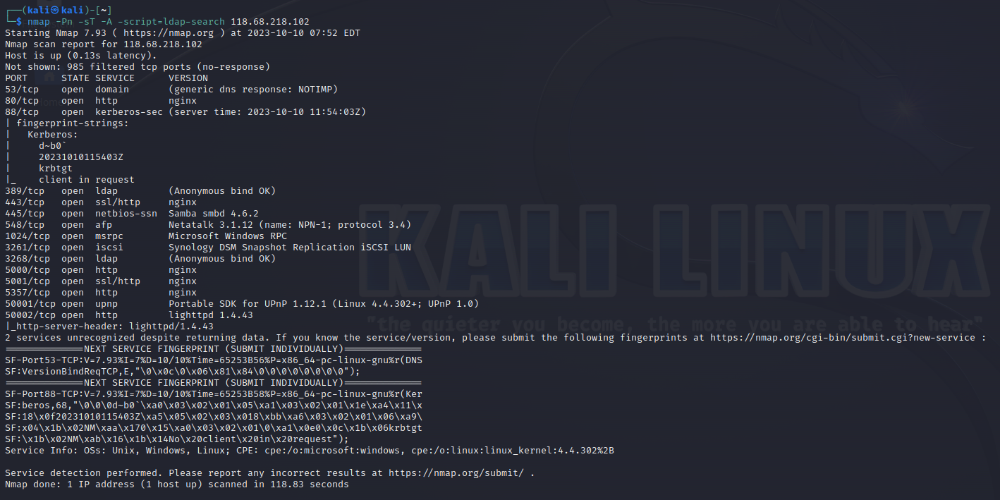 ┌──(kali㉿kali)-[~]
└─$ nmap -Pn -sT -A -script=ldap-search 118.68.218.102
Starting Nmap 7.93 ( https://nmap.org ) at 2023-10-10 07:52 EDT
Nmap scan report for 118.68.218.102
Host is up (0.13s latency).
Not shown: 985 filtered tcp ports (no-response)
PORT      STATE SERVICE      VERSION
53/tcp    open  domain       (generic dns response: NOTIMP)
80/tcp    open  http         nginx
88/tcp    open  kerberos-sec (server time: 2023-10-10 11:54:03Z)
| fingerprint-strings:
|   Kerberos:
|     d~b0`
|     20231010115403Z
|     krbtgt
|_    client in request
389/tcp   open  ldap         (Anonymous bind OK)
443/tcp   open  ssl/http     nginx
445/tcp   open  netbios-ssn  Samba smbd 4.6.2
548/tcp   open  afp          Netatalk 3.1.12 (name: NPN-1; protocol 3.4)
1024/tcp  open  msrpc        Microsoft Windows RPC
3261/tcp  open  iscsi        Synology DSM Snapshot Replication iSCSI LUN
3268/tcp  open  ldap         (Anonymous bind OK)
5000/tcp  open  http         nginx
5001/tcp  open  ssl/http     nginx
5357/tcp  open  http         nginx
50001/tcp open  upnp         Portable SDK for UPnP 1.12.1 (Linux 4.4.302+; UPnP 1.0)
50002/tcp open  http         lighttpd 1.4.43
|_http-server-header: lighttpd/1.4.43
2 services unrecognized despite returning data. If you know the service/version, please submit the following fingerprints at https://nmap.org/cgi-bin/submit.cgi?new-service :
==============NEXT SERVICE FINGERPRINT (SUBMIT INDIVIDUALLY)==============
SF-Port53-TCP:V=7.93%I=7%D=10/10%Time=65253B56%P=x86_64-pc-linux-gnu%r(DNS
SF:VersionBindReqTCP,E,"\0\x0c\0\x06\x81\x84\0\0\0\0\0\0\0\0");
==============NEXT SERVICE FINGERPRINT (SUBMIT INDIVIDUALLY)==============
SF-Port88-TCP:V=7.93%I=7%D=10/10%Time=65253B58%P=x86_64-pc-linux-gnu%r(Ker
SF:beros,68,"\0\0\0d~b0`\xa0\x03\x02\x01\x05\xa1\x03\x02\x01\x1e\xa4\x11\x
SF:18\x0f20231010115403Z\xa5\x05\x02\x03\x018\xbb\xa6\x03\x02\x01\x06\xa9\
SF:x04\x1b\x02NM\xaa\x170\x15\xa0\x03\x02\x01\0\xa1\x0e0\x0c\x1b\x06krbtgt
SF:\x1b\x02NM\xab\x16\x1b\x14No\x20client\x20in\x20request");
Service Info: OSs: Unix, Windows, Linux; CPE: cpe:/o:microsoft:windows, cpe:/o:linux:linux_kernel:4.4.302%2B
Service detection performed. Please report any incorrect results at https://nmap.org/submit/ .
Nmap done: 1 IP address (1 host up) scanned in 118.83 seconds
KALI LINUX
"the quieter you become, the more you are able to hear"